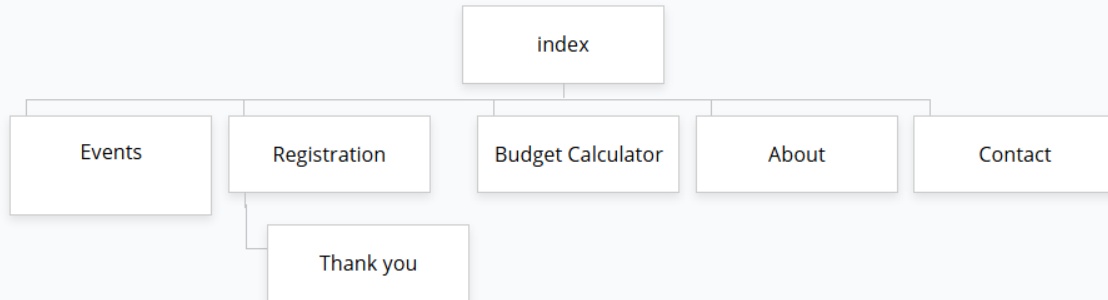 index
Events
Registration
Budget Calculator
About
Contact
Thank you